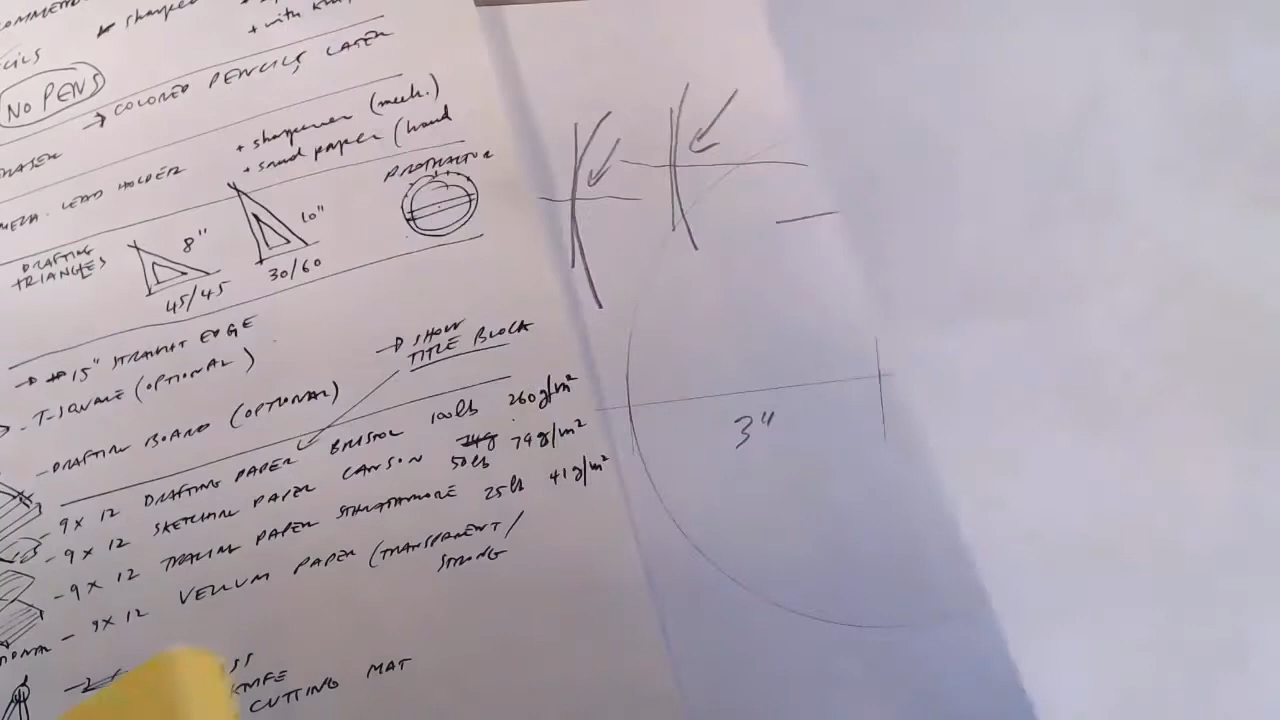 sharpened
+ with
NO PENS
→ COLORED PENCILS LATER
LEAD HOLDER
+ sharpener (mech.)
+ sand paper (hand
PROTRACTOR
DRAFTING
TRIANGLES
8"
45/45
10"
30/60
→ 15" STRAIGHT EDGE
- T-SQUARE (OPTIONAL)
- DRAFTING BOARD (OPTIONAL)
→ SHOW
TITLE BLOCK
- 9 x 12 DRAFTING PAPER BRISTOL 100lb 260g/m²
- 9 x 12 SKETCHING PAPER CANSON 50lb 74g/m²
- 9 x 12 TRACING PAPER STRATHMORE 25lb 41g/m²
- 9 x 12 VELLUM PAPER (TRANSPARENT /
STRONG
KNIFE
CUTTING MAT
3"